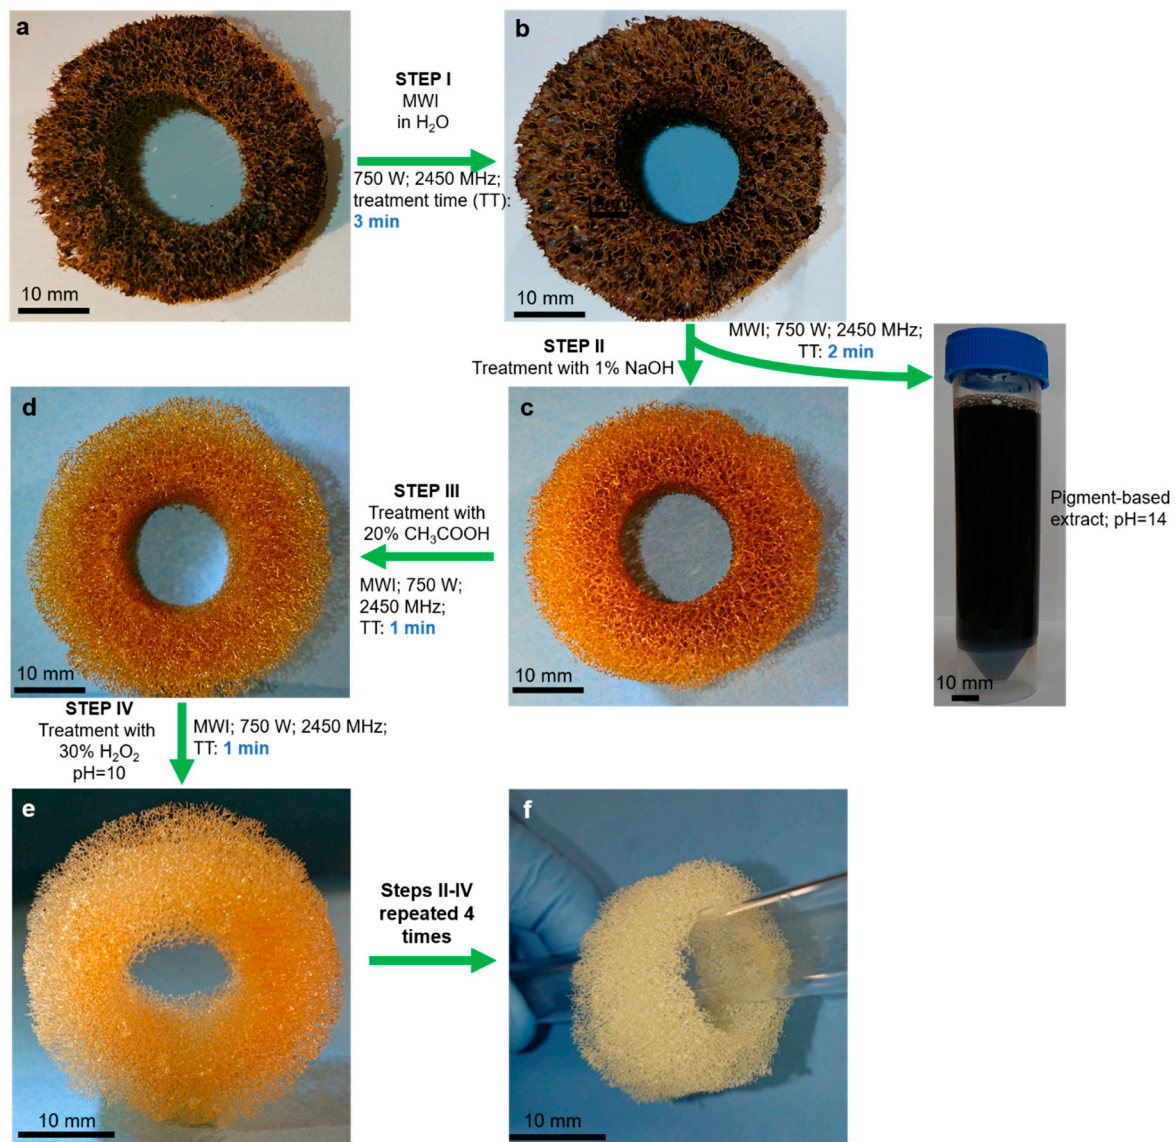 a
STEP I
MWI
in H₂O
750 W; 2450 MHz;
treatment time (TT):
3 min
10 mm
b
10 mm
STEP II
Treatment with 1% NaOH
MWI; 750 W; 2450 MHz;
TT: 2 min
Pigment-based
extract; pH=14
10 mm
c
10 mm
STEP III
Treatment with
20% CH₃COOH
MWI; 750 W;
2450 MHz;
TT: 1 min
d
10 mm
STEP IV
Treatment with
30% H₂O₂
pH=10
MWI; 750 W; 2450 MHz;
TT: 1 min
e
10 mm
Steps II-IV
repeated 4
times
f
10 mm